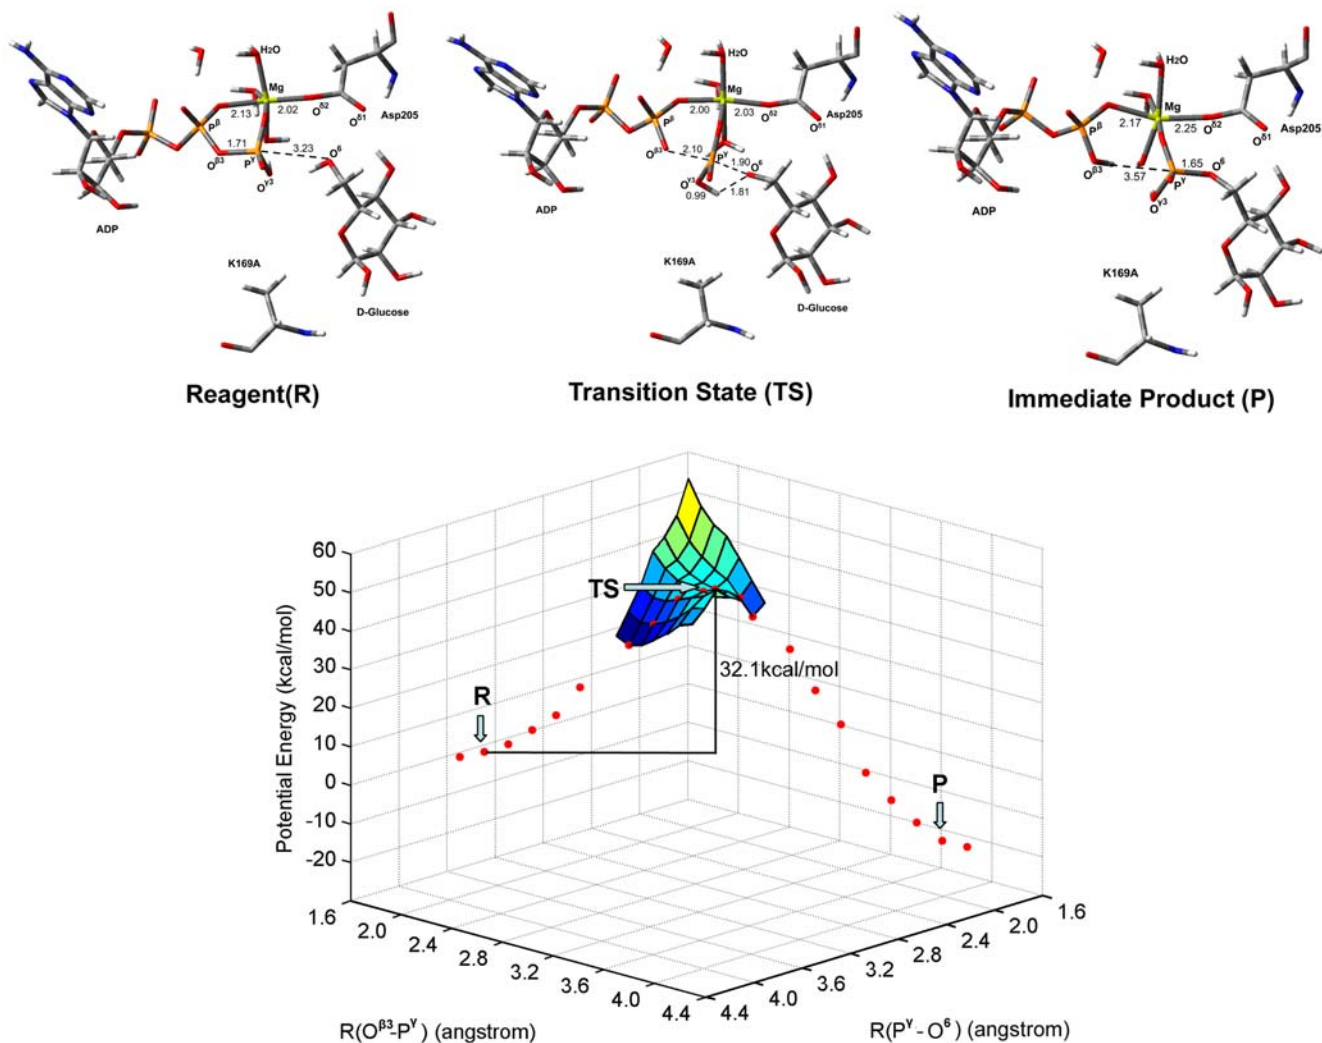 H2O
Mg
2.13
2.02
Oδ2
Oδ1
Asp205
Pβ
1.71
3.23
O6
Oβ3
Pγ
Oγ3
ADP
K169A
D-Glucose
Reagent(R)
H2O
Mg
2.00
2.03
Oδ2
Oδ1
Asp205
Pβ
Oβ3
2.10
Pγ
1.90
O6
Oγ3
0.99
1.81
ADP
K169A
D-Glucose
Transition State (TS)
H2O
Mg
2.17
2.25
Oδ2
Oδ1
Asp205
Pβ
Oβ3
3.57
1.65
O6
Pγ
Oγ3
ADP
K169A
Immediate Product (P)
60
50
40
30
20
10
0
-10
-20
Potential Energy (kcal/mol)
TS
32.1kcal/mol
R
P
1.6
2.0
2.4
2.8
3.2
3.6
4.0
4.4
4.4
4.0
3.6
3.2
2.8
2.4
2.0
1.6
R(Oβ3-Pγ) (angstrom)
R(Pγ-O6) (angstrom)